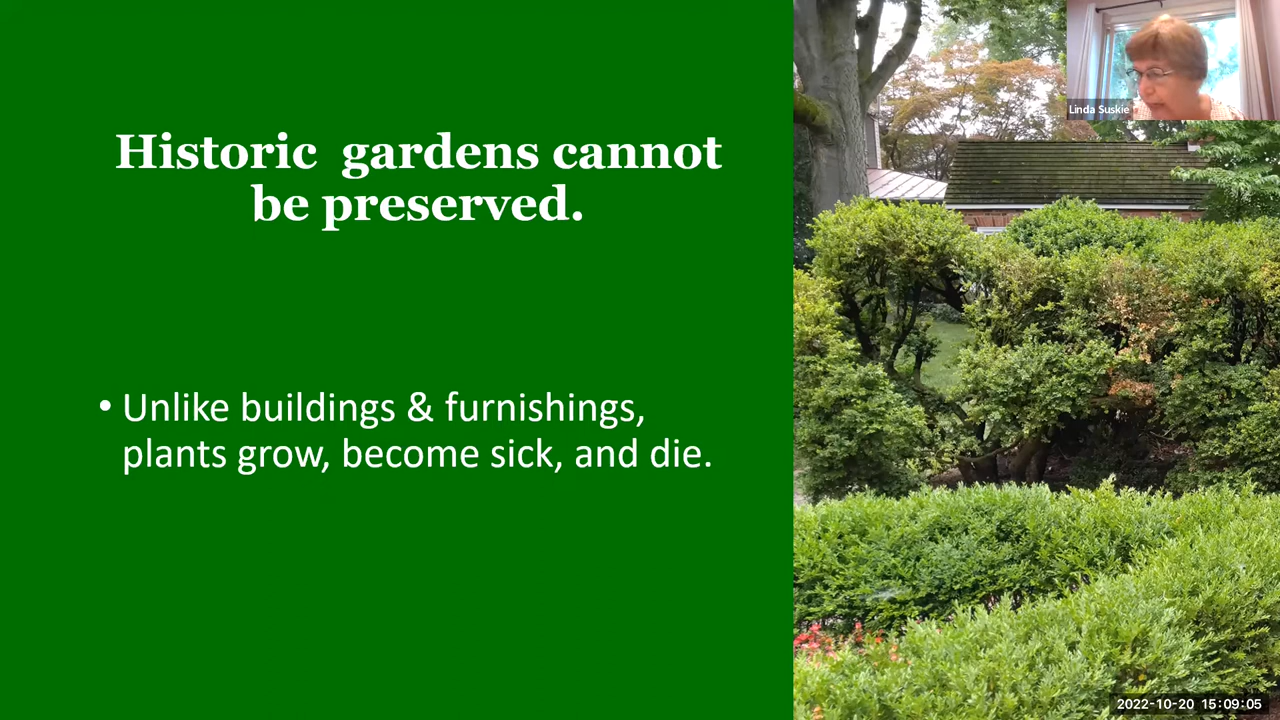 Historic  gardens cannot
be preserved.
• Unlike buildings & furnishings,
plants grow, become sick, and die.
Linda Suskie
2022-10-20 15:09:05